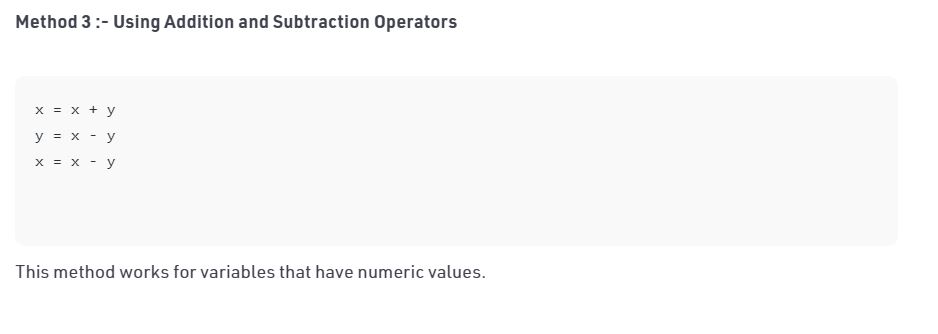 Method 3 :- Using Addition and Subtraction Operators
x = x + y
y = x - y
x = x - y
This method works for variables that have numeric values.